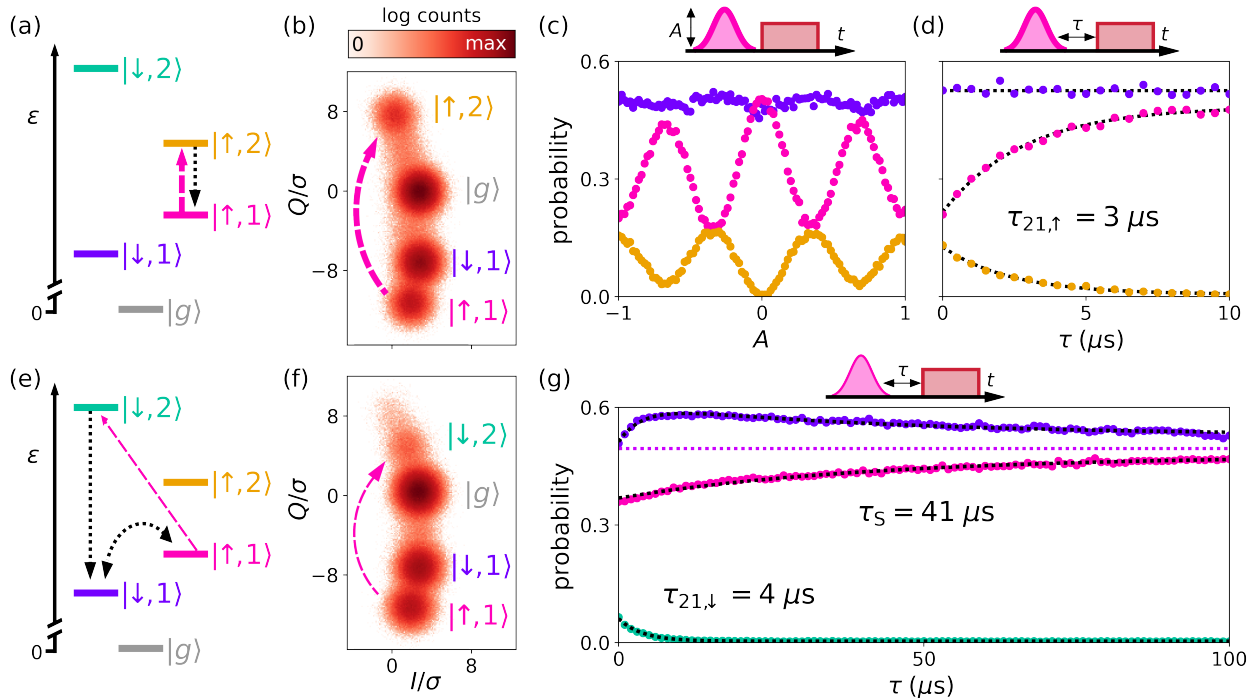 (a)
ε
|↓,2⟩
|↑,2⟩
|↑,1⟩
|↓,1⟩
|g⟩
0
(b)
log counts
0 max
Q/σ
8
0
−8
|↑,2⟩
|g⟩
|↓,1⟩
|↑,1⟩
0 8
(c)
A
t
probability
0.6
0.3
0.0
−1 0 1
A
(d)
τ
t
τ21,↑ = 3 μs
0 5 10
τ (μs)
(e)
ε
|↓,2⟩
|↑,2⟩
|↑,1⟩
|↓,1⟩
|g⟩
0
(f)
Q/σ
8
0
−8
|↓,2⟩
|g⟩
|↓,1⟩
|↑,1⟩
0 8
I/σ
(g)
τ
t
probability
0.6
0.3
0.0
τS = 41 μs
τ21,↓ = 4 μs
0 50 100
τ (μs)